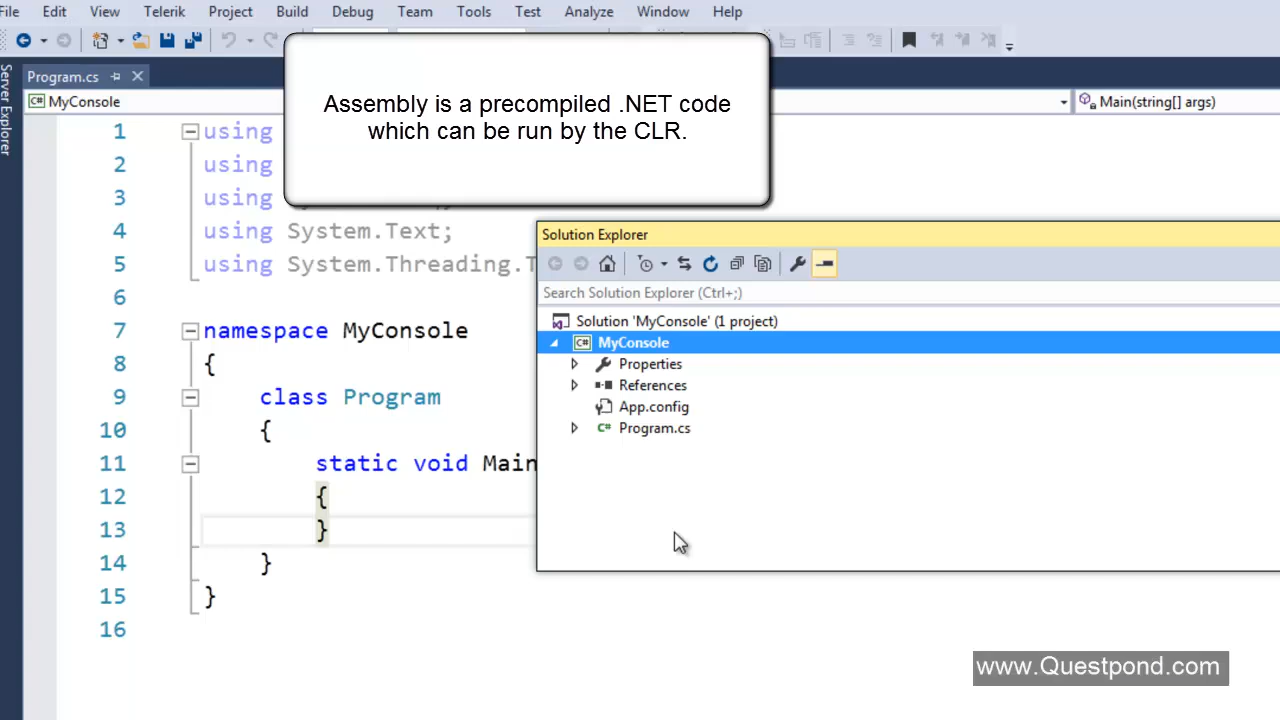 File Edit View Telerik Project Build Debug Team Tools Test Analyze Window Help
Server Explorer
Program.cs
C# MyConsole
Main(string[] args)
Assembly is a precompiled .NET code
which can be run by the CLR.
1 using
2 using
3 using
4 using System.Text;
5 using System.Threading.T
6
7 namespace MyConsole
8 {
9 class Program
10 {
11 static void Main
12 {
13 }
14 }
15 }
16
Solution Explorer
Search Solution Explorer (Ctrl+;)
Solution 'MyConsole' (1 project)
C# MyConsole
Properties
References
App.config
C# Program.cs
www.Questpond.com